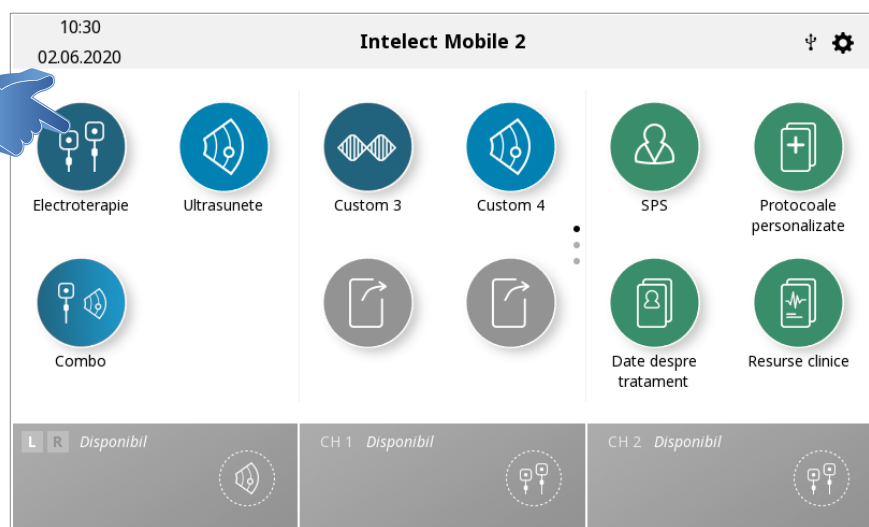 10:30
02.06.2020
Intelect Mobile 2
Electroterapie
Ultrasunete
Custom 3
Custom 4
SPS
Protocoale
personalizate
Combo
Date despre
tratament
Resurse clinice
L R Disponibil
CH 1 Disponibil
CH 2 Disponibil